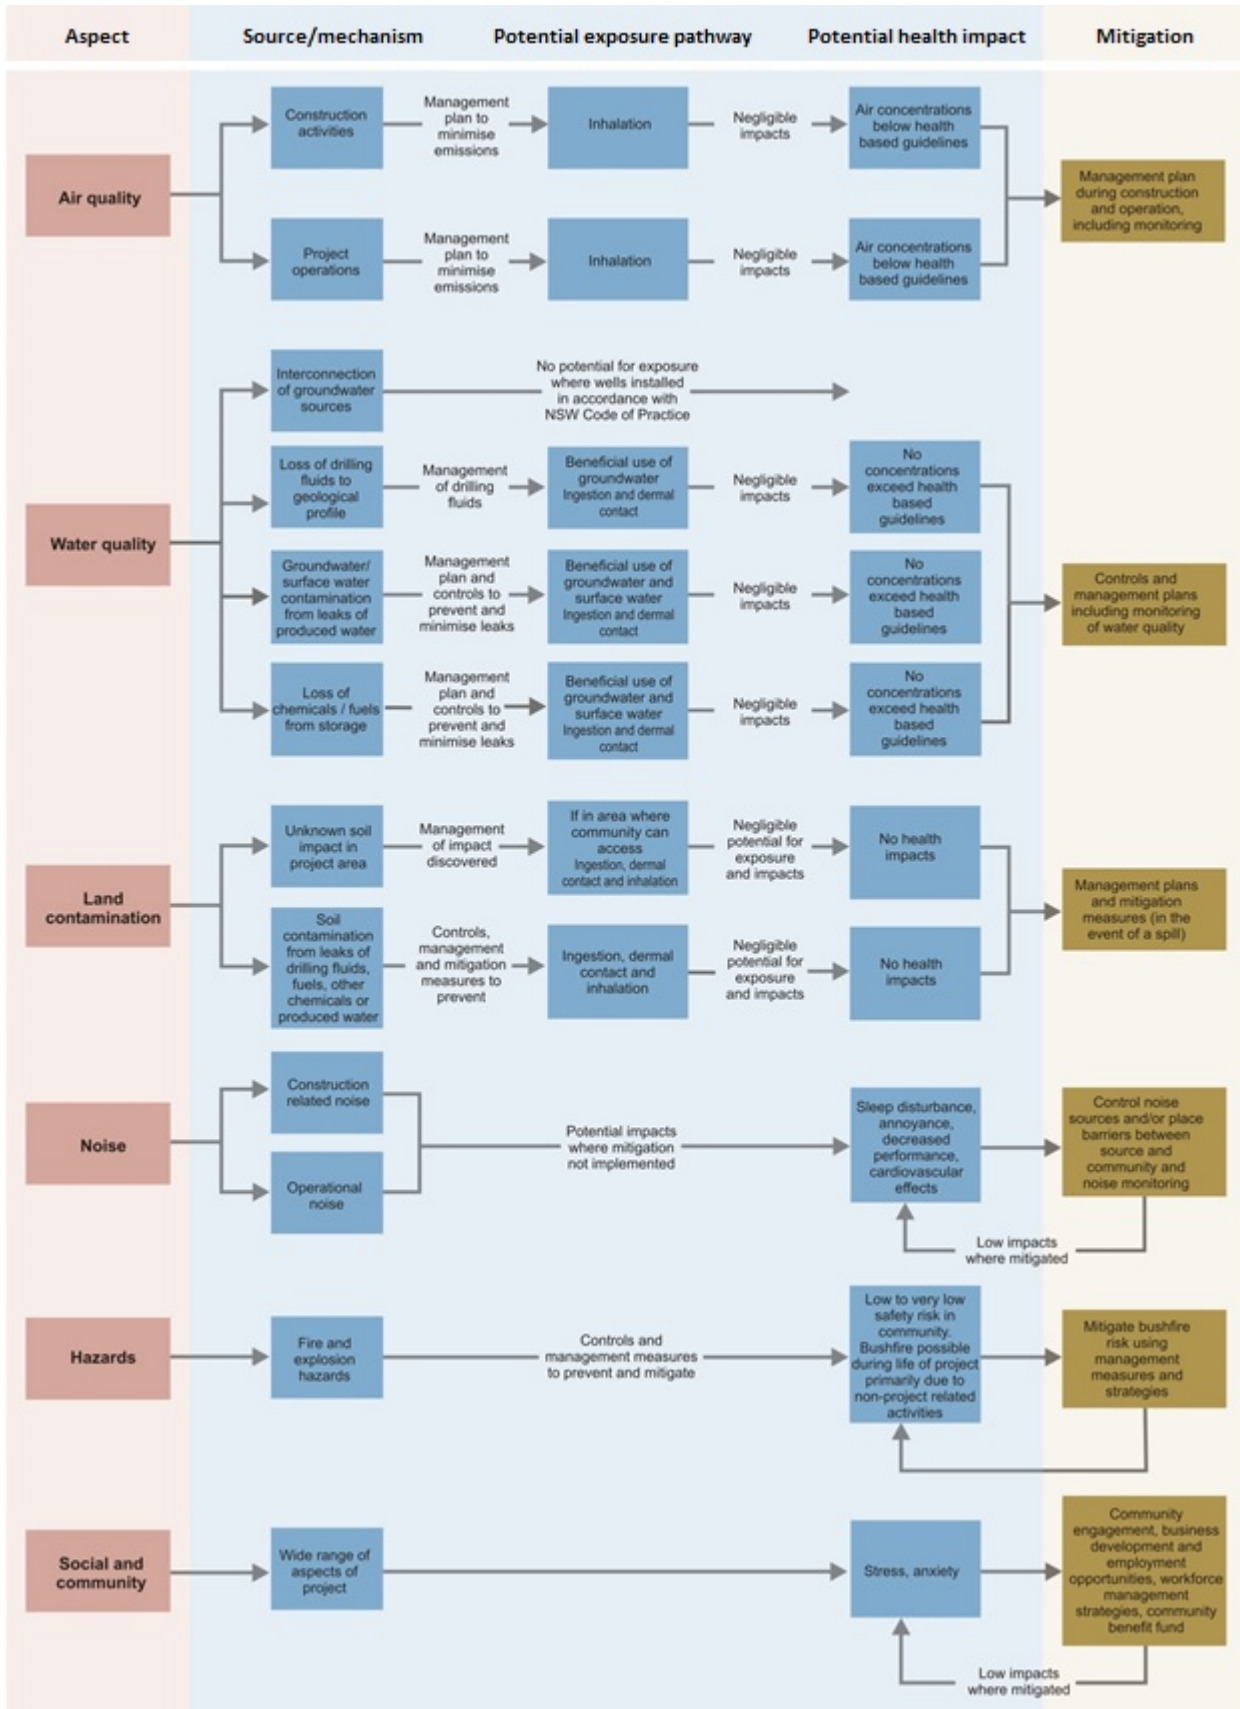 Aspect
Source/mechanism
Potential exposure pathway
Potential health impact
Mitigation
Air quality
Construction
activities
Management
plan to
minimise
emissions
Inhalation
Negligible
impacts
Air concentrations
below health
based guidelines
Project
operations
Management
plan to
minimise
emissions
Inhalation
Negligible
impacts
Air concentrations
below health
based guidelines
Management plan
during construction
and operation,
including monitoring
Water quality
Interconnection
of groundwater
sources
No potential for exposure
where wells installed
in accordance with
NSW Code of Practice
Loss of drilling
fluids to
geological
profile
Management
of drilling
fluids
Beneficial use of
groundwater
Ingestion and dermal
contact
Negligible
impacts
No
concentrations
exceed health
based
guidelines
Groundwater/
surface water
contamination
from leaks of
produced water
Management
plan and
controls to
prevent and
minimise leaks
Beneficial use of
groundwater and
surface water
Ingestion and dermal
contact
Negligible
impacts
No
concentrations
exceed health
based
guidelines
Loss of
chemicals / fuels
from storage
Management
plan and
controls to
prevent and
minimise leaks
Beneficial use of
groundwater and
surface water
Ingestion and dermal
contact
Negligible
impacts
No
concentrations
exceed health
based
guidelines
Controls and
management plans
including monitoring
of water quality
Land
contamination
Unknown soil
impact in
project area
Management
of impact
discovered
If in area where
community can
access
Ingestion, dermal
contact and inhalation
Negligible
potential for
exposure
and impacts
No health
impacts
Soil
contamination
from leaks of
drilling fluids,
fuels, other
chemicals or
produced water
Controls,
management
and mitigation
measures to
prevent
Ingestion, dermal
contact and
inhalation
Negligible
potential for
exposure
and impacts
No health
impacts
Management plans
and mitigation
measures (in the
event of a spill)
Noise
Construction
related noise
Operational
noise
Potential impacts
where mitigation
not implemented
Sleep disturbance,
annoyance,
decreased
performance,
cardiovascular
effects
Control noise
sources and/or place
barriers between
source and
community and
noise monitoring
Low impacts
where mitigated
Hazards
Fire and
explosion
hazards
Controls and
management measures
to prevent and mitigate
Low to very low
safety risk in
community.
Bushfire possible
during life of project
primarily due to
non-project related
activities
Mitigate bushfire
risk using
management
measures and
strategies
Social and
community
Wide range of
aspects of
project
Stress, anxiety
Community
engagement, business
development and
employment
opportunities, workforce
management
strategies, community
benefit fund
Low impacts
where mitigated